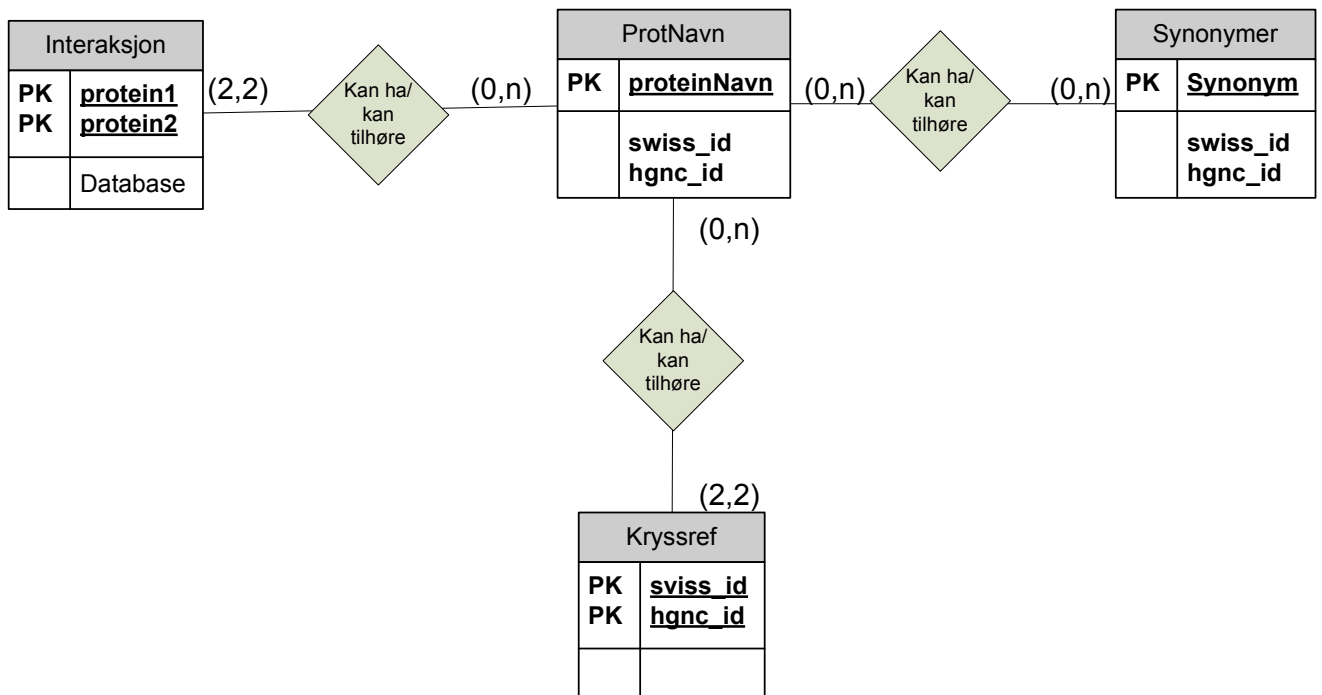 Interaksjon
PK protein1
PK protein2
Database
(2,2)
Kan ha/
kan
tilhøre
(0,n)
ProtNavn
PK proteinNavn
swiss_id
hgnc_id
(0,n)
Kan ha/
kan
tilhøre
(0,n)
Synonymer
PK Synonym
swiss_id
hgnc_id
(0,n)
Kan ha/
kan
tilhøre
(2,2)
Kryssref
PK sviss_id
PK hgnc_id